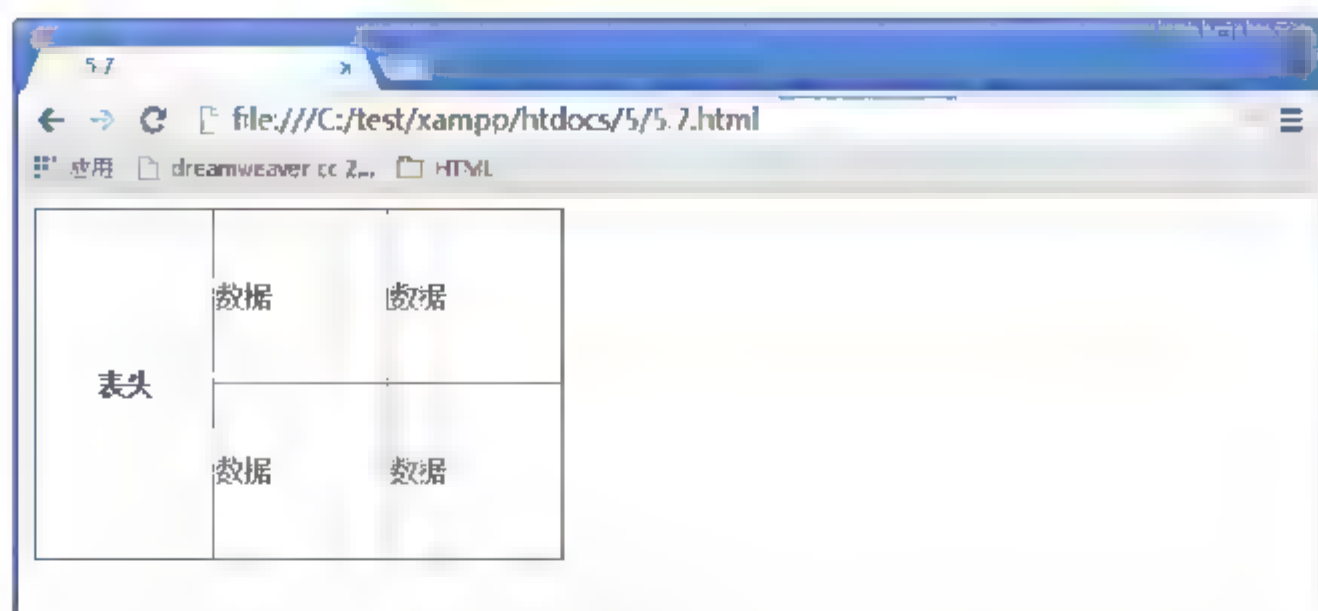 5.7
file:///C:/test/xampp/htdocs/5/5.7.html
应用 dreamweaver cc 2... HTML
数据 数据
表头
数据 数据